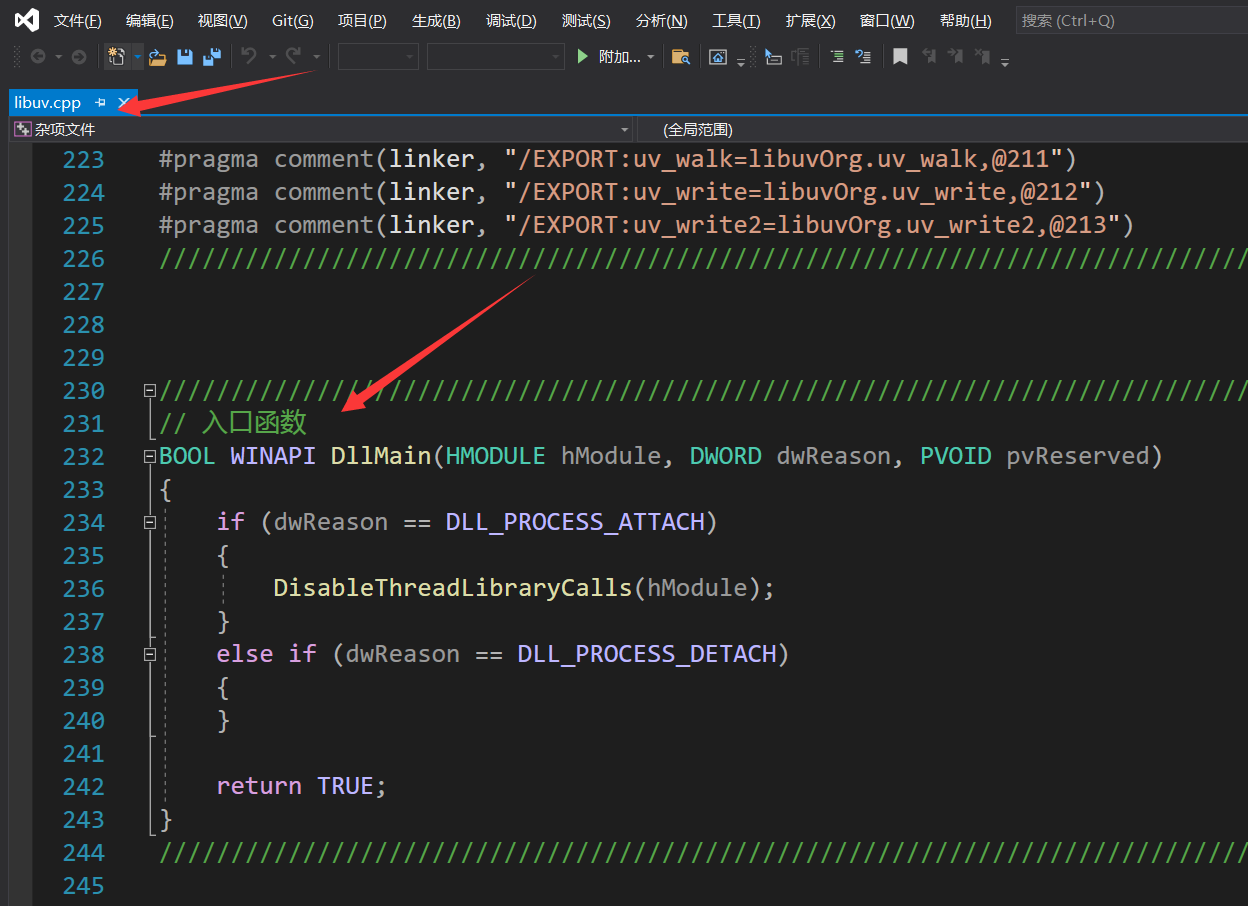 文件(F) 编辑(E) 视图(V) Git(G) 项目(P) 生成(B) 调试(D) 测试(S) 分析(N) 工具(T) 扩展(X) 窗口(W) 帮助(H) 搜索 (Ctrl+Q)
附加...
libuv.cpp
杂项文件 (全局范围)
223 #pragma comment(linker, "/EXPORT:uv_walk=libuvOrg.uv_walk,@211")
224 #pragma comment(linker, "/EXPORT:uv_write=libuvOrg.uv_write,@212")
225 #pragma comment(linker, "/EXPORT:uv_write2=libuvOrg.uv_write2,@213")
226 ////////////////////////////////////////////////////////////////////////////
227
228
229
230 ////////////////////////////////////////////////////////////////////////////
231 // 入口函数
232 BOOL WINAPI DllMain(HMODULE hModule, DWORD dwReason, PVOID pvReserved)
233 {
234 if (dwReason == DLL_PROCESS_ATTACH)
235 {
236 DisableThreadLibraryCalls(hModule);
237 }
238 else if (dwReason == DLL_PROCESS_DETACH)
239 {
240 }
241
242 return TRUE;
243 }
244 ////////////////////////////////////////////////////////////////////////////
245